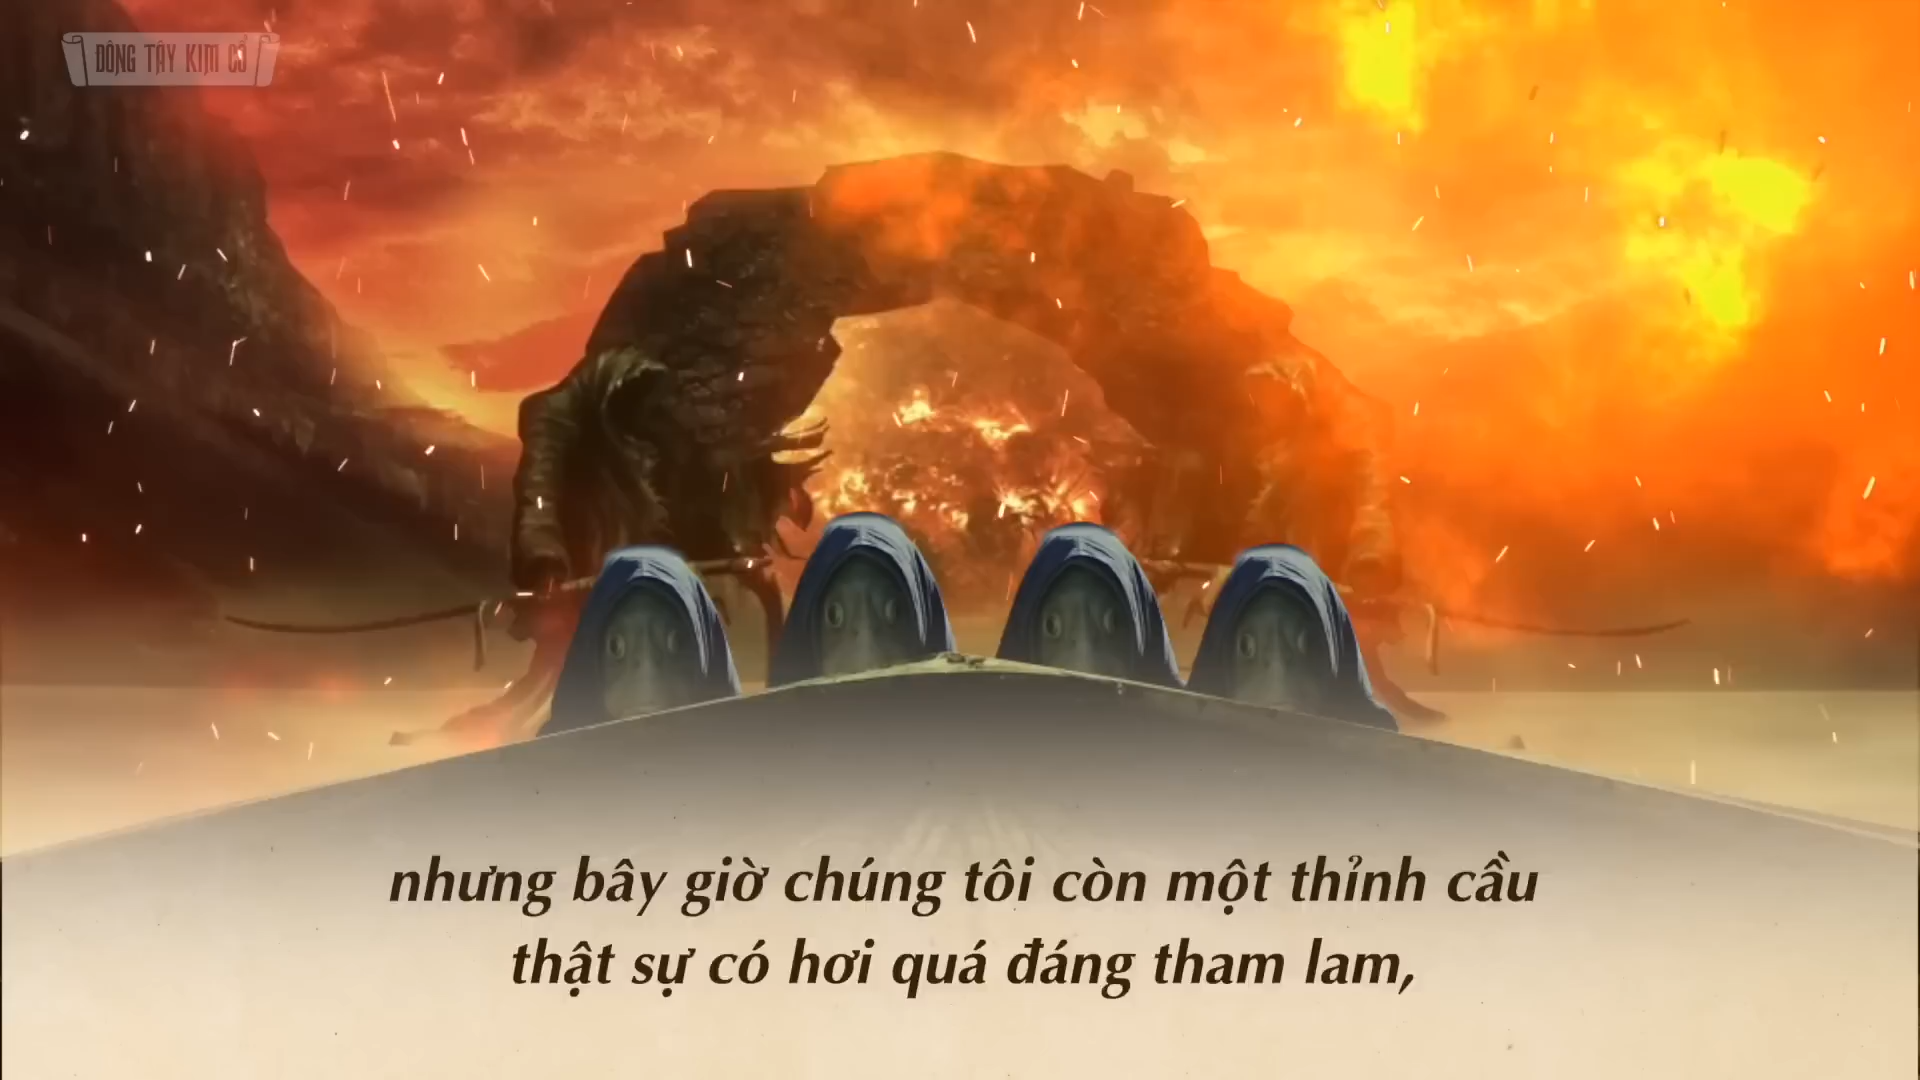 ĐÔNG TÂY KIM CỔ
nhưng bây giờ chúng tôi còn một thỉnh cầu
thật sự có hơi quá đáng tham lam,